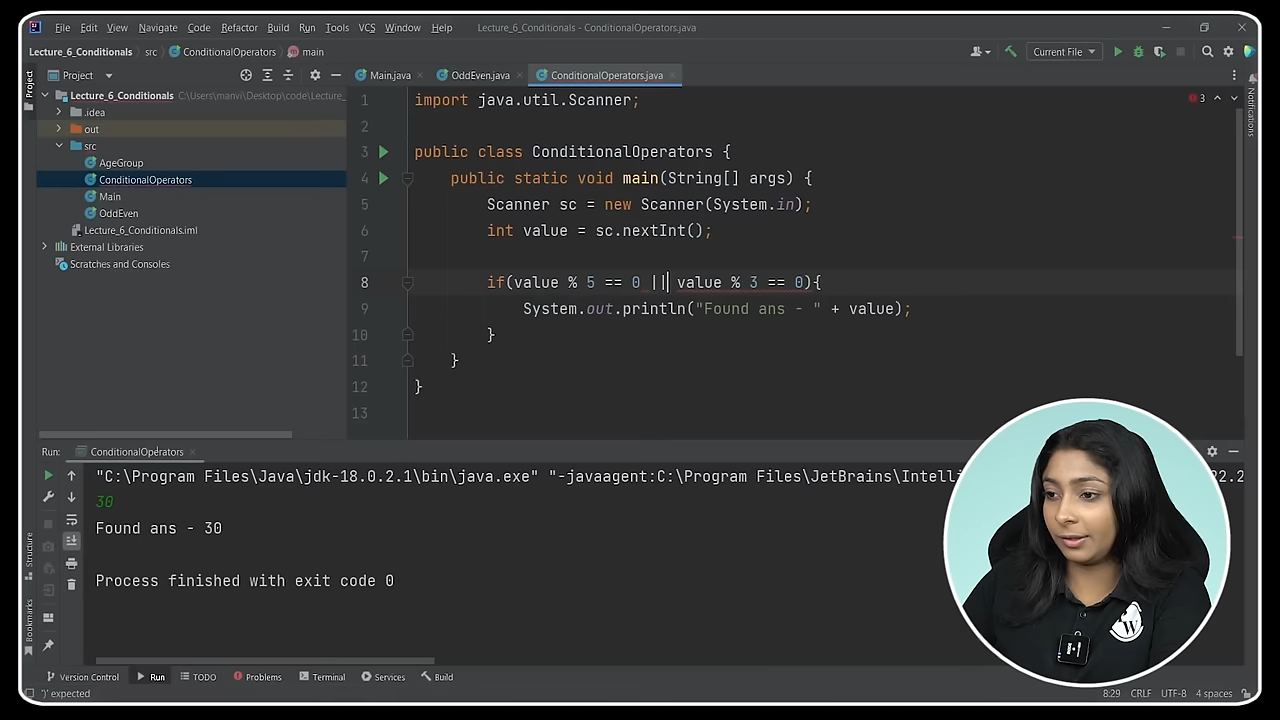 File Edit View Navigate Code Refactor Build Run Tools VCS Window Help Lecture_6_Conditionals - ConditionalOperators.java
Lecture_6_Conditionals src ConditionalOperators main Current File
Project
Main.java OddEven.java ConditionalOperators.java
Lecture_6_Conditionals C:\Users\manvi\Desktop\code\Lecture_
.idea
out
src
AgeGroup
ConditionalOperators
Main
OddEven
Lecture_6_Conditionals.iml
External Libraries
Scratches and Consoles
Project
Notifications
3
1 import java.util.Scanner;
2
3 public class ConditionalOperators {
4 public static void main(String[] args) {
5 Scanner sc = new Scanner(System.in);
6 int value = sc.nextInt();
7
8 if(value % 5 == 0 || value % 3 == 0){
9 System.out.println("Found ans - " + value);
10 }
11 }
12 }
13
Run: ConditionalOperators
"C:\Program Files\Java\jdk-18.0.2.1\bin\java.exe" "-javaagent:C:\Program Files\JetBrains\Intelli 22.2
30
Found ans - 30
Process finished with exit code 0
Structure
Bookmarks
W
Version Control Run TODO Problems Terminal Services Build
')' expected 8:29 CRLF UTF-8 4 spaces